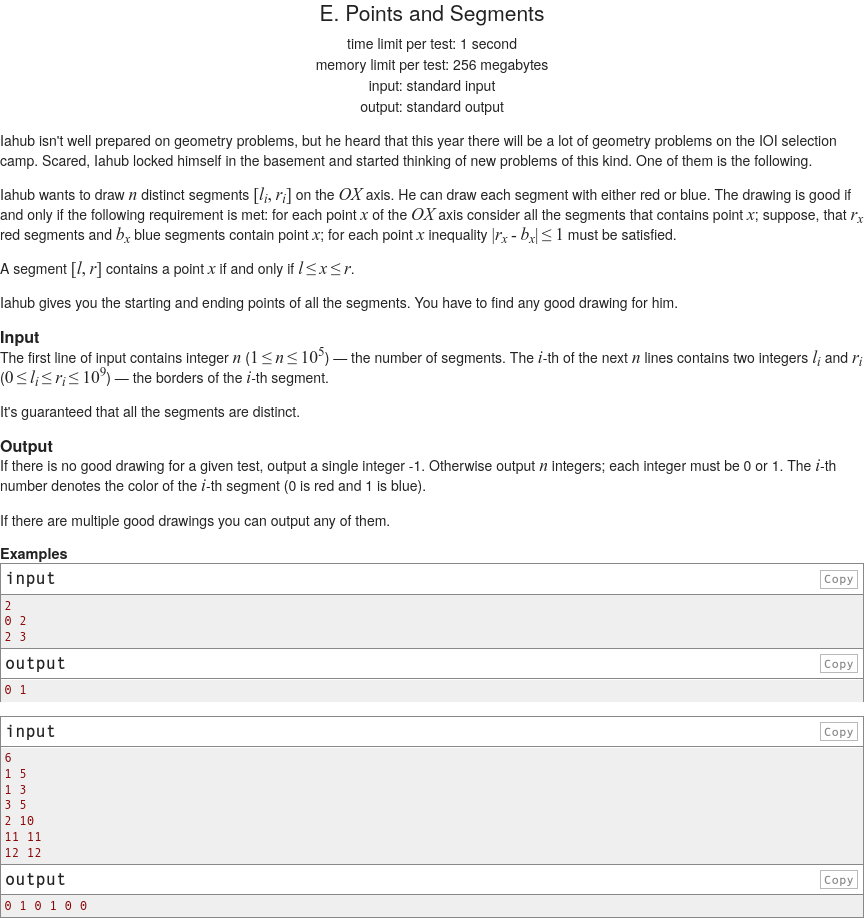 E. Points and Segments
time limit per test: 1 second
memory limit per test: 256 megabytes
input: standard input
output: standard output
Iahub isn't well prepared on geometry problems, but he heard that this year there will be a lot of geometry problems on the IOI selection
camp. Scared, Iahub locked himself in the basement and started thinking of new problems of this kind. One of them is the following.
Iahub wants to draw n distinct segments [l_i, r_i] on the OX axis. He can draw each segment with either red or blue. The drawing is good if
and only if the following requirement is met: for each point x of the OX axis consider all the segments that contains point x; suppose, that r_x
red segments and b_x blue segments contain point x; for each point x inequality |r_x - b_x| ≤ 1 must be satisfied.
A segment [l, r] contains a point x if and only if l ≤ x ≤ r.
Iahub gives you the starting and ending points of all the segments. You have to find any good drawing for him.
Input
The first line of input contains integer n (1 ≤ n ≤ 10^5) — the number of segments. The i-th of the next n lines contains two integers l_i and r_i
(0 ≤ l_i ≤ r_i ≤ 10^9) — the borders of the i-th segment.
It's guaranteed that all the segments are distinct.
Output
If there is no good drawing for a given test, output a single integer -1. Otherwise output n integers; each integer must be 0 or 1. The i-th
number denotes the color of the i-th segment (0 is red and 1 is blue).
If there are multiple good drawings you can output any of them.
Examples
input Copy
2
0 2
2 3
output Copy
0 1
input Copy
6
1 5
1 3
3 5
2 10
11 11
12 12
output Copy
0 1 0 1 0 0